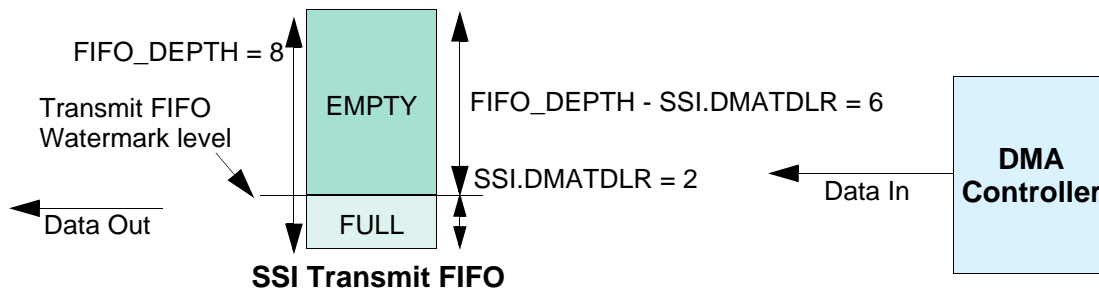 FIFO_DEPTH = 8
Transmit FIFO
Watermark level
EMPTY
FIFO_DEPTH - SSI.DMATDLR = 6
SSI.DMATDLR = 2
DMA
Controller
Data In
Data Out
FULL
SSI Transmit FIFO